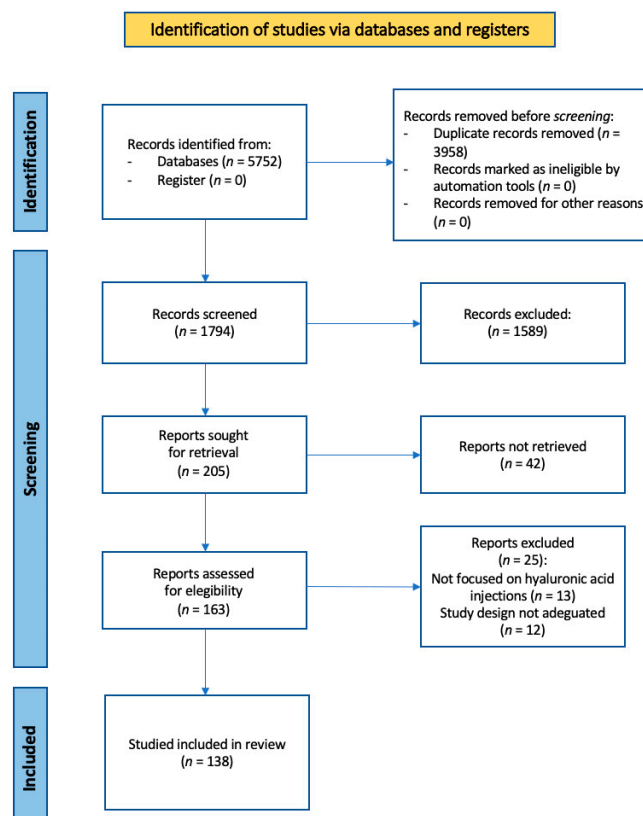 Identification of studies via databases and registers
Identification
Records identified from:
- Databases (n = 5752)
- Register (n = 0)
Records removed before screening:
- Duplicate records removed (n =
3958)
- Records marked as ineligible by
automation tools (n = 0)
- Records removed for other reasons
(n = 0)
Screening
Records screened
(n = 1794)
Records excluded:
(n = 1589)
Reports sought
for retrieval
(n = 205)
Reports not retrieved
(n = 42)
Reports assessed
for elegibility
(n = 163)
Reports excluded
(n = 25):
Not focused on hyaluronic acid
injections (n = 13)
Study design not adeguated
(n = 12)
Included
Studied included in review
(n = 138)